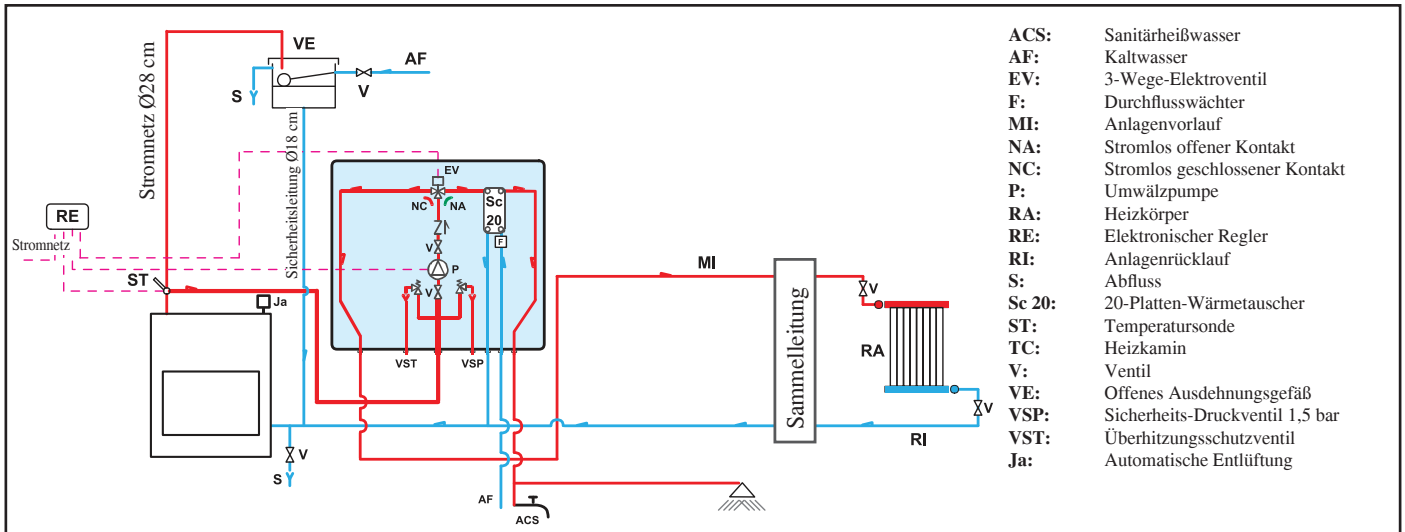 VE
AF
V
S
Stromnetz Ø28 cm
Sicherheitsleitung Ø18 cm
EV
NC
NA
Sc
20
F
V
P
V
VST
VSP
RE
Stromnetz
ST
Ja
V
S
AF
ACS
MI
Sammelleitung
V
RA
V
RI
ACS: Sanitärheißwasser
AF: Kaltwasser
EV: 3-Wege-Elektroventil
F: Durchflusswächter
MI: Anlagenvorlauf
NA: Stromlos offener Kontakt
NC: Stromlos geschlossener Kontakt
P: Umwälzpumpe
RA: Heizkörper
RE: Elektronischer Regler
RI: Anlagenrücklauf
S: Abfluss
Sc 20: 20-Platten-Wärmetauscher
ST: Temperatursonde
TC: Heizkamin
V: Ventil
VE: Offenes Ausdehnungsgefäß
VSP: Sicherheits-Druckventil 1,5 bar
VST: Überhitzungsschutzventil
Ja: Automatische Entlüftung